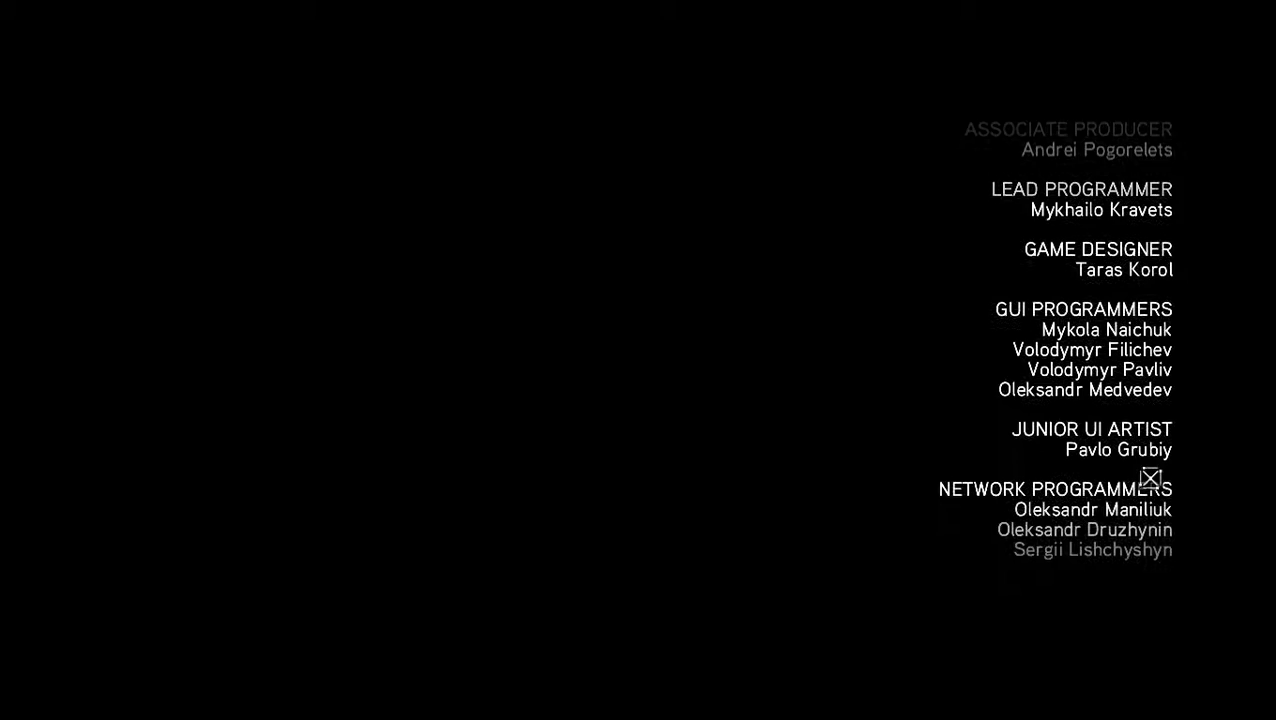 ASSOCIATE PRODUCER
Andrei Pogorelets
LEAD PROGRAMMER
Mykhailo Kravets
GAME DESIGNER
Taras Korol
GUI PROGRAMMERS
Mykola Naichuk
Volodymyr Filichev
Volodymyr Pavliv
Oleksandr Medvedev
JUNIOR UI ARTIST
Pavlo Grubiy
NETWORK PROGRAMMERS
Oleksandr Maniliuk
Oleksandr Druzhynin
Sergii Lishchyshyn